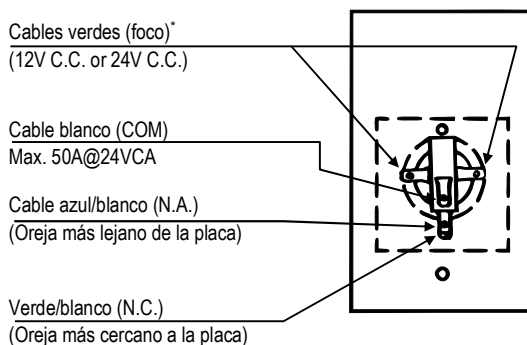 Cables verdes (foco)*
(12V C.C. or 24V C.C.)
Cable blanco (COM)
Max. 50A@24VCA
Cable azul/blanco (N.A.)
(Oreja más lejano de la placa)
Verde/blanco (N.C.)
(Oreja más cercano a la placa)